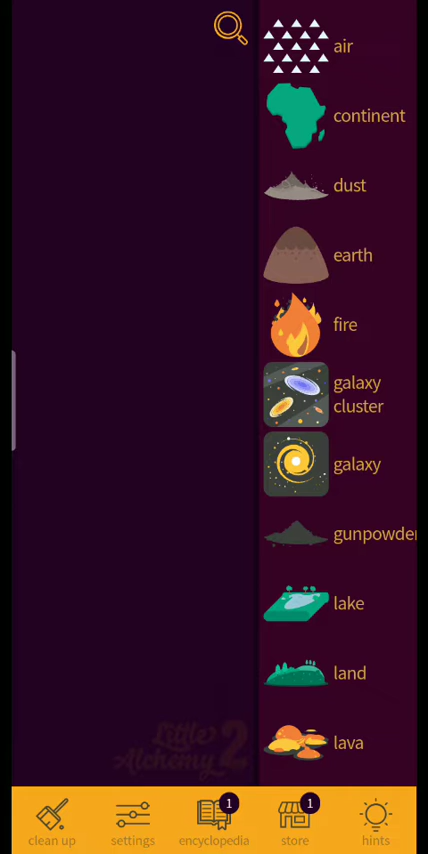 air
continent
dust
earth
fire
galaxy
cluster
galaxy
gunpowder
lake
land
lava
Little
Alchemy 2
1
1
clean up
settings
encyclopedia
store
hints